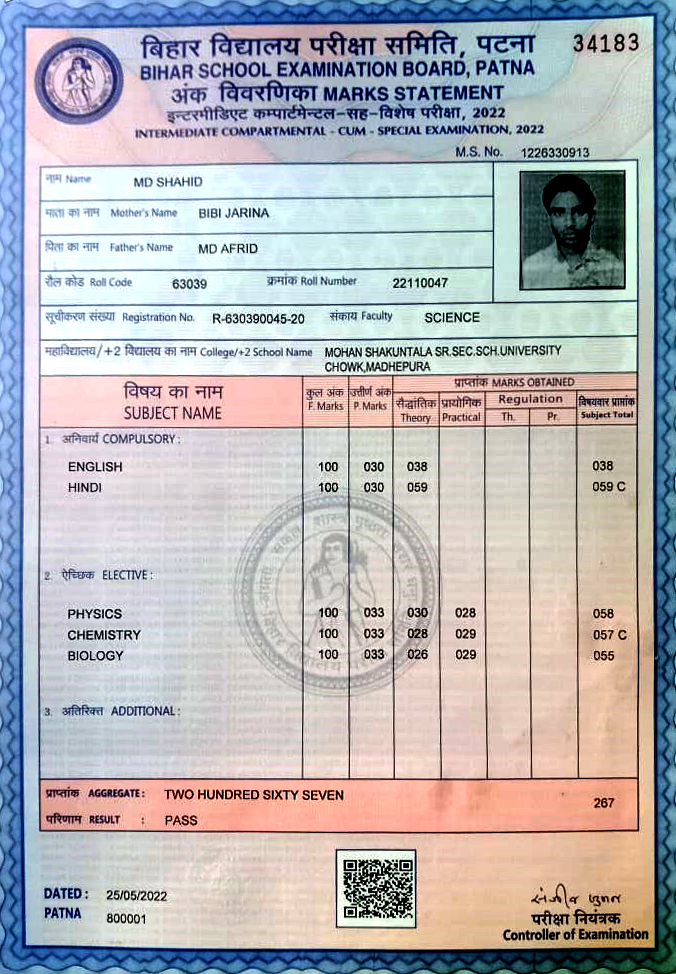 बिहार विद्यालय परीक्षा समिति, पटना
34183
BIHAR SCHOOL EXAMINATION BOARD, PATNA
अंक विवरणिका MARKS STATEMENT
इन्टरमीडिएट कम्पार्टमेन्टल-सह-विशेष परीक्षा, 2022
INTERMEDIATE COMPARTMENTAL - CUM - SPECIAL EXAMINATION, 2022
M.S. No. 1226330913
नाम Name MD SHAHID
माता का नाम Mother's Name BIBI JARINA
पिता का नाम Father's Name MD AFRID
रौल कोड Roll Code 63039 क्रमांक Roll Number 22110047
सूचीकरण संख्या Registration No. R-630390045-20 संकाय Faculty SCIENCE
महाविद्यालय/+2 विद्यालय का नाम College/+2 School Name MOHAN SHAKUNTALA SR.SEC.SCH.UNIVERSITY
CHOWK,MADHEPURA
विषय का नाम SUBJECT NAME
कुल अंक F. Marks
उत्तीर्ण अंक P. Marks
प्राप्तांक MARKS OBTAINED
सैद्धांतिक Theory
प्रायोगिक Practical
Regulation
Th. Pr.
विषयवार प्राप्तांक Subject Total
1. अनिवार्य COMPULSORY :
ENGLISH 100 030 038 038
HINDI 100 030 059 059 C
2. ऐच्छिक ELECTIVE :
PHYSICS 100 033 030 028 058
CHEMISTRY 100 033 028 029 057 C
BIOLOGY 100 033 026 029 055
3. अतिरिक्त ADDITIONAL :
प्राप्तांक AGGREGATE : TWO HUNDRED SIXTY SEVEN 267
परिणाम RESULT : PASS
DATED : 25/05/2022
PATNA 800001
परीक्षा नियंत्रक
Controller of Examination